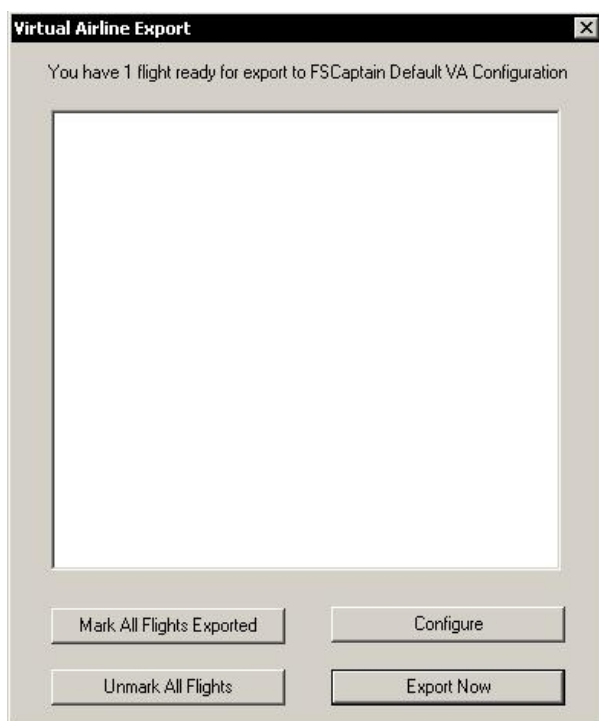 Virtual Airline Export
You have 1 flight ready for export to FSCaptain Default VA Configuration
Mark All Flights Exported
Configure
Unmark All Flights
Export Now